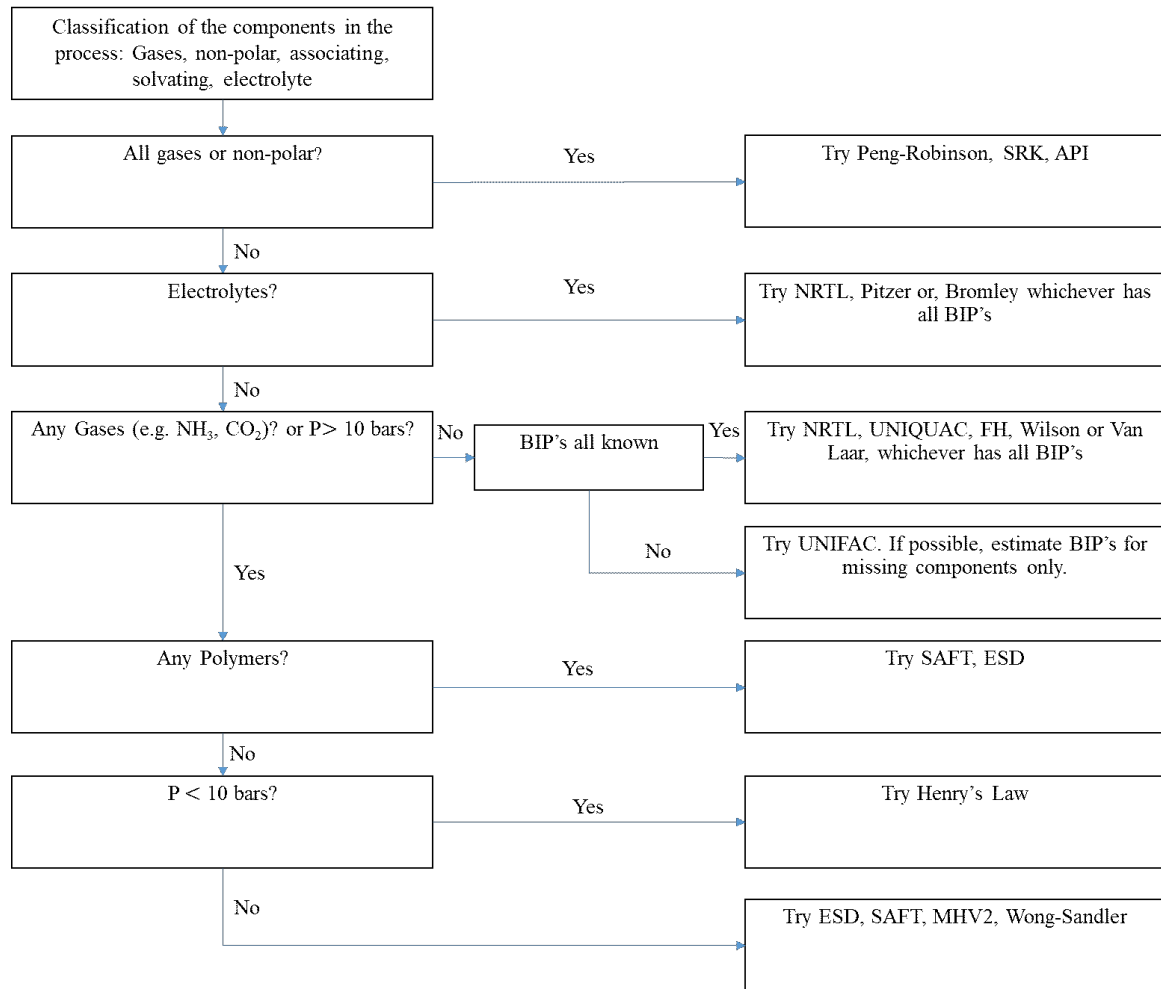 Classification of the components in the
process: Gases, non-polar, associating,
solvating, electrolyte
All gases or non-polar?
Yes
Try Peng-Robinson, SRK, API
No
Electrolytes?
Yes
Try NRTL, Pitzer or, Bromley whichever has
all BIP’s
No
Any Gases (e.g. NH₃, CO₂)? or P> 10 bars?
No
BIP’s all known
Yes
Try NRTL, UNIQUAC, FH, Wilson or Van
Laar, whichever has all BIP’s
No
Try UNIFAC. If possible, estimate BIP’s for
missing components only.
Yes
Any Polymers?
Yes
Try SAFT, ESD
No
P < 10 bars?
Yes
Try Henry’s Law
No
Try ESD, SAFT, MHV2, Wong-Sandler